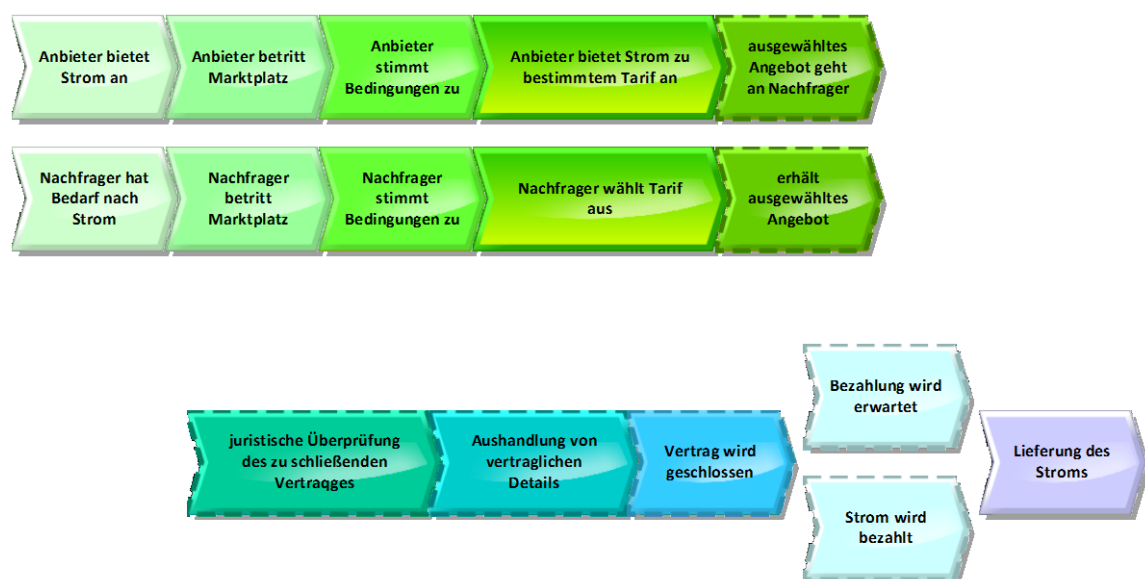 Anbieter bietet
Strom an
Anbieter betritt
Marktplatz
Anbieter
stimmt
Bedingungen zu
Anbieter bietet Strom zu
bestimmtem Tarif an
ausgewähltes
Angebot geht
an Nachfrager
Nachfrager hat
Bedarf nach
Strom
Nachfrager
betritt
Marktplatz
Nachfrager
stimmt
Bedingungen zu
Nachfrager wählt Tarif
aus
erhält
ausgewähltes
Angebot
juristische Überprüfung
des zu schließenden
Vertraqges
Aushandlung von
vertraglichen
Details
Vertrag wird
geschlossen
Bezahlung wird
erwartet
Strom wird
bezahlt
Lieferung des
Stroms